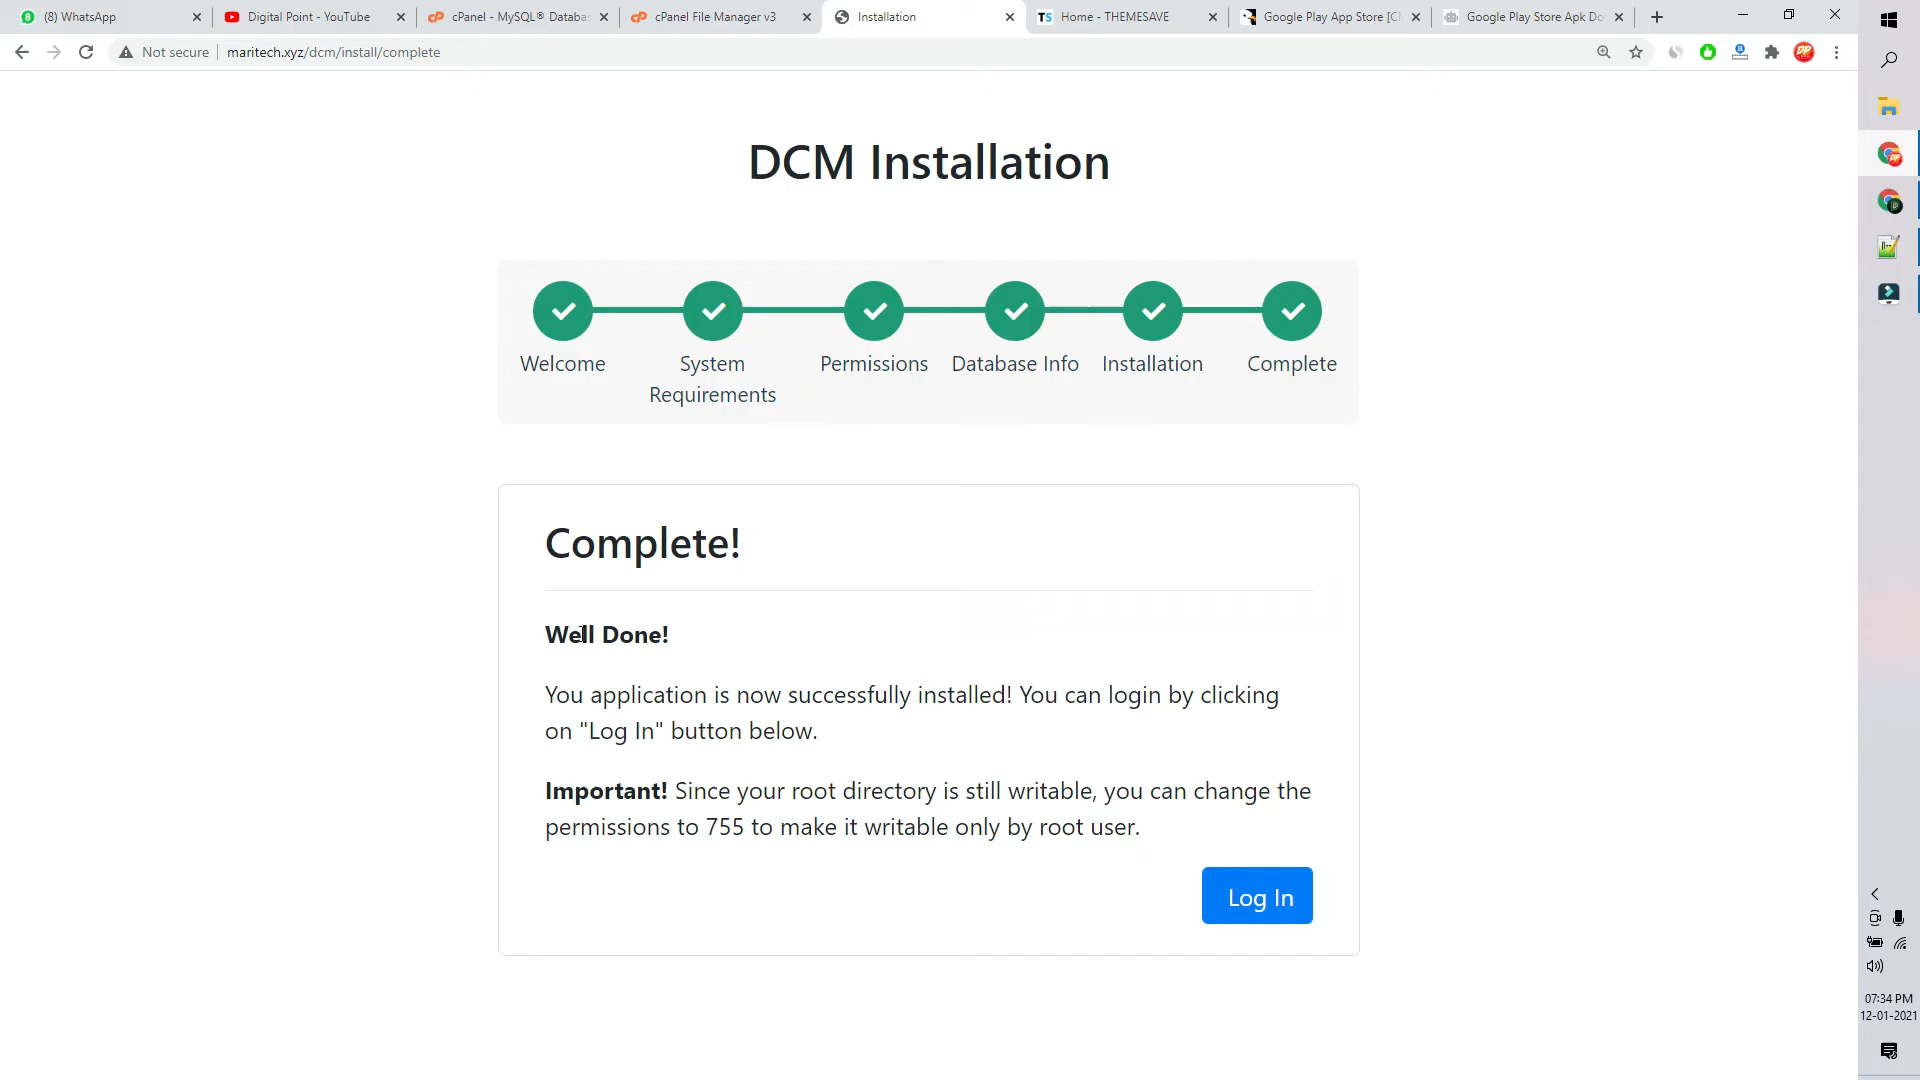 (8) WhatsApp
Digital Point - YouTube
cPanel - MySQL® Databas
cPanel File Manager v3
Installation
Home - THEMESAVE
Google Play App Store [C
Google Play Store Apk Do
Not secure
maritech.xyz/dcm/install/complete
DCM Installation
Welcome
System
Requirements
Permissions
Database Info
Installation
Complete
Complete!
Well Done!
You application is now successfully installed! You can login by clicking
on "Log In" button below.
Important! Since your root directory is still writable, you can change the
permissions to 755 to make it writable only by root user.
Log In
07:34 PM
12-01-2021